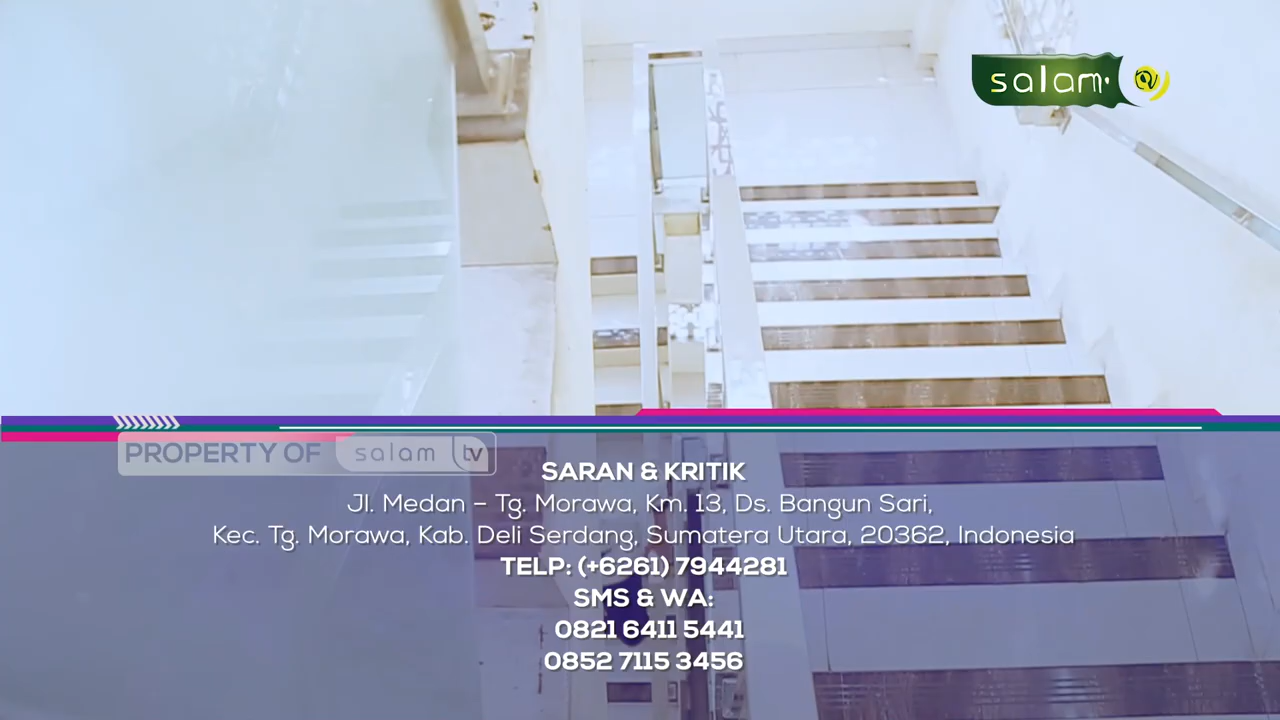 salam
PROPERTY OF salam tv
SARAN & KRITIK
Jl. Medan – Tg. Morawa, Km. 13, Ds. Bangun Sari,
Kec. Tg. Morawa, Kab. Deli Serdang, Sumatera Utara, 20362, Indonesia
TELP: (+6261) 7944281
SMS & WA:
0821 6411 5441
0852 7115 3456